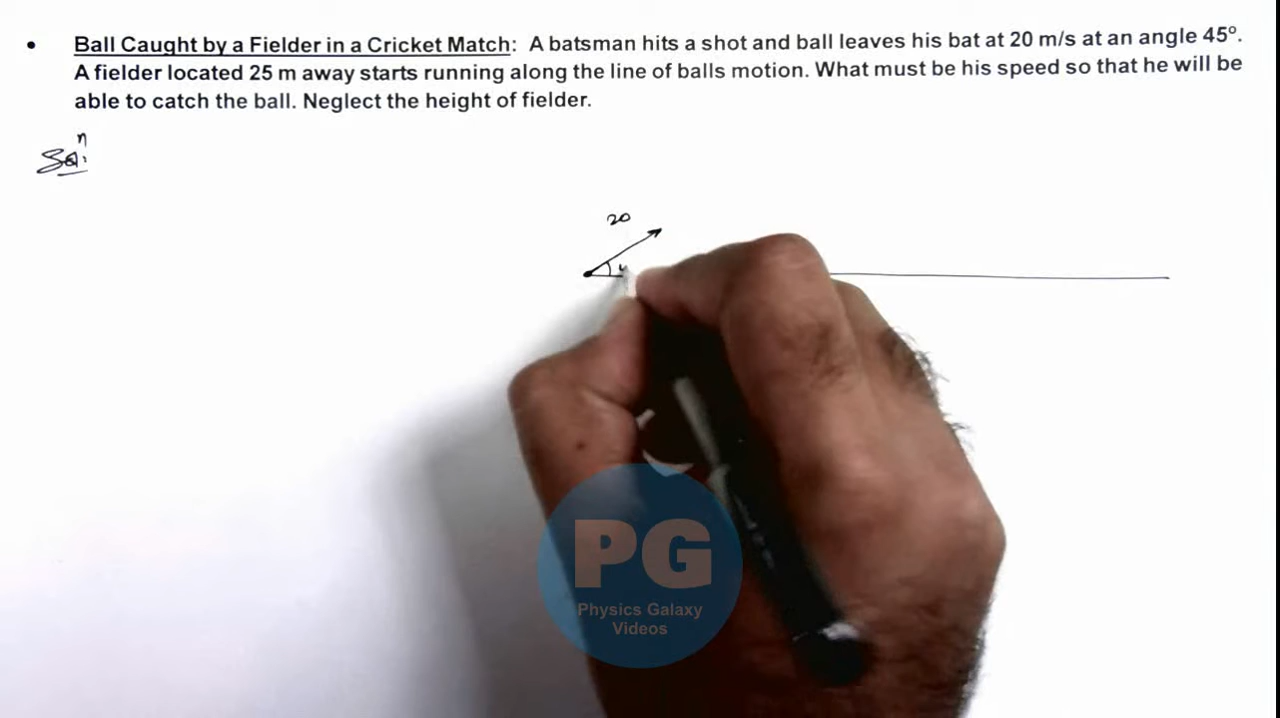 • Ball Caught by a Fielder in a Cricket Match: A batsman hits a shot and ball leaves his bat at 20 m/s at an angle 45°.
A fielder located 25 m away starts running along the line of balls motion. What must be his speed so that he will be
able to catch the ball. Neglect the height of fielder.
Solⁿ:
20
PG
Physics Galaxy
Videos